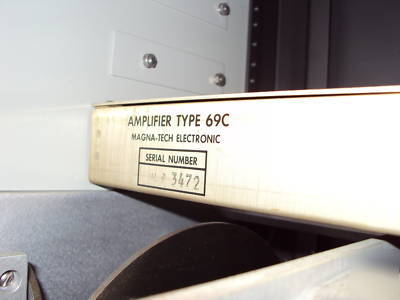 AMPLIFIER TYPE 69C
MAGNA-TECH ELECTRONIC
SERIAL NUMBER
3472